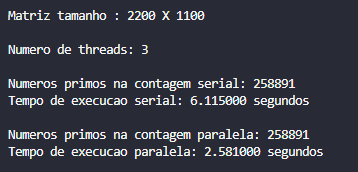 Matriz tamanho : 2200 X 1100
Numero de threads: 3
Numeros primos na contagem serial: 258891
Tempo de execucao serial: 6.115000 segundos
Numeros primos na contagem paralela: 258891
Tempo de execucao paralela: 2.581000 segundos